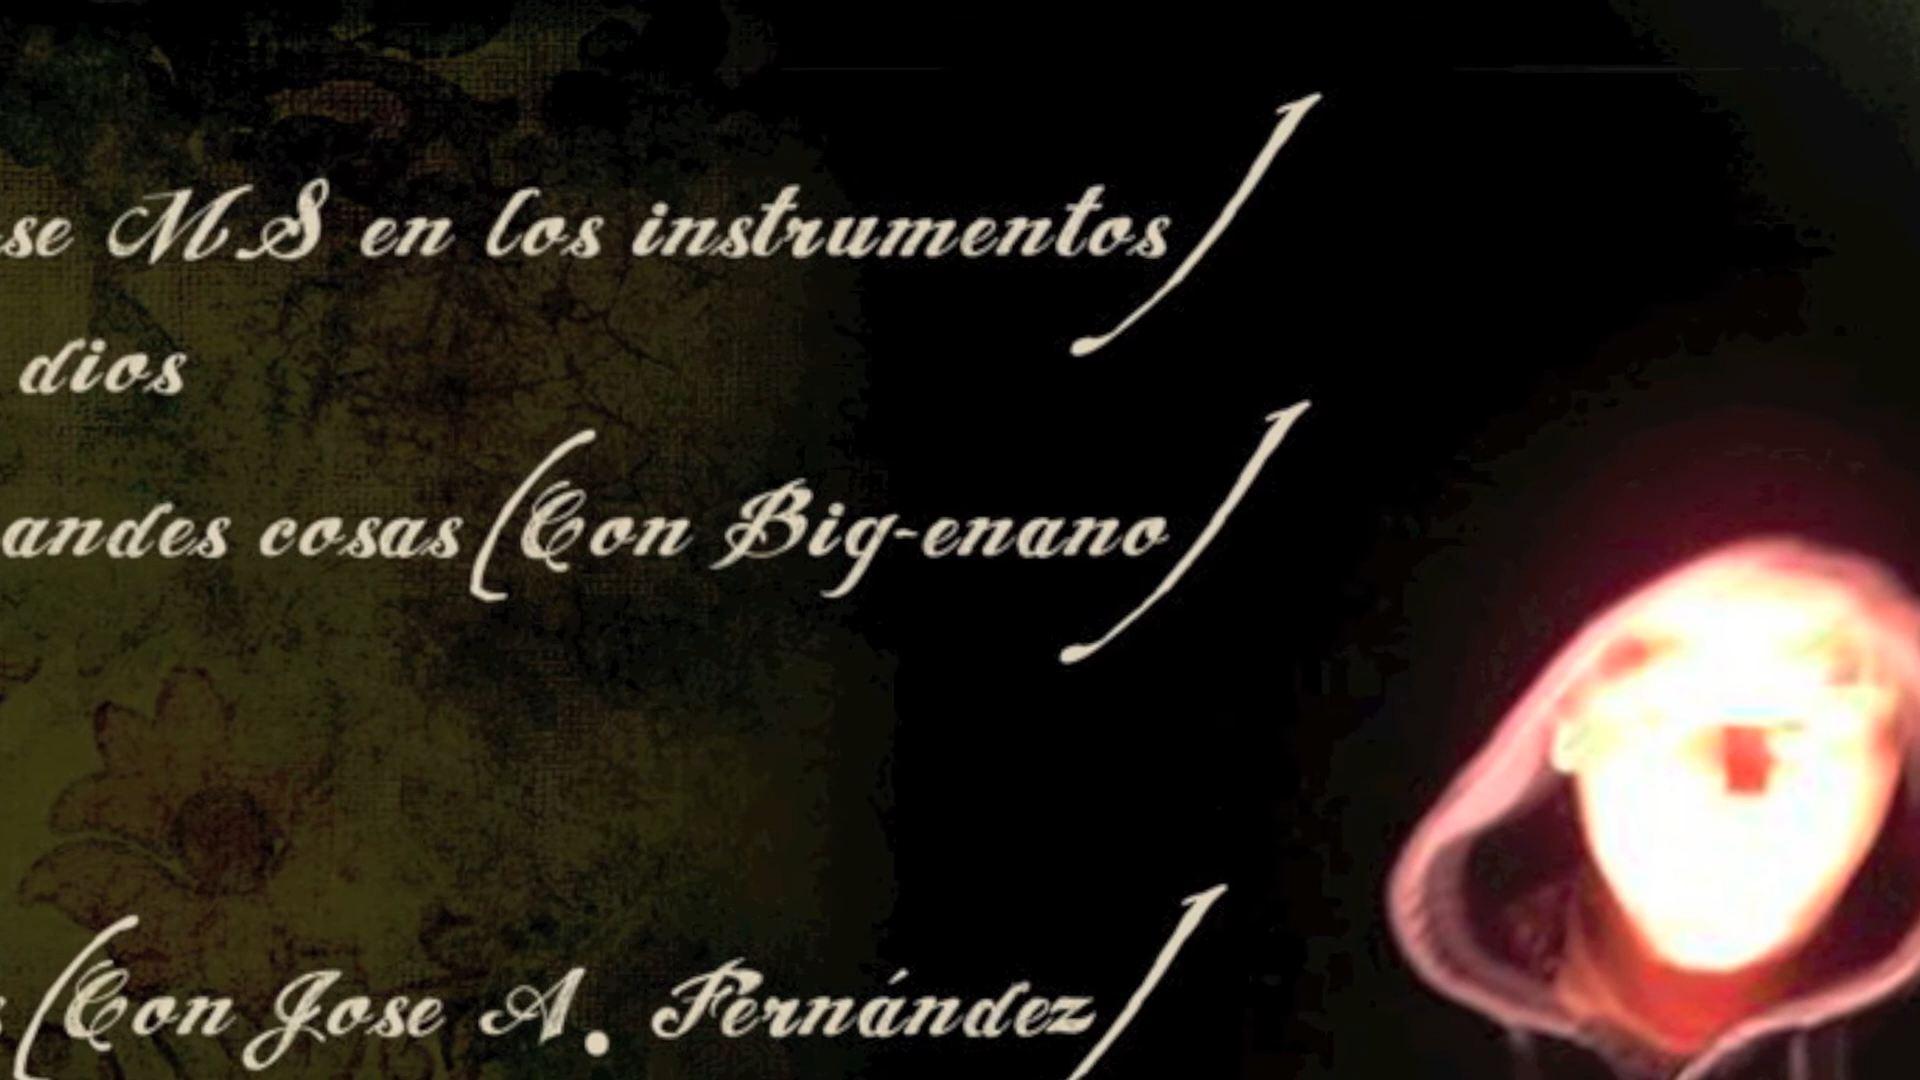 se MS en los instrumentos)
dios
andes cosas (Con Big-enano)
(Con Jose A. Fernández)